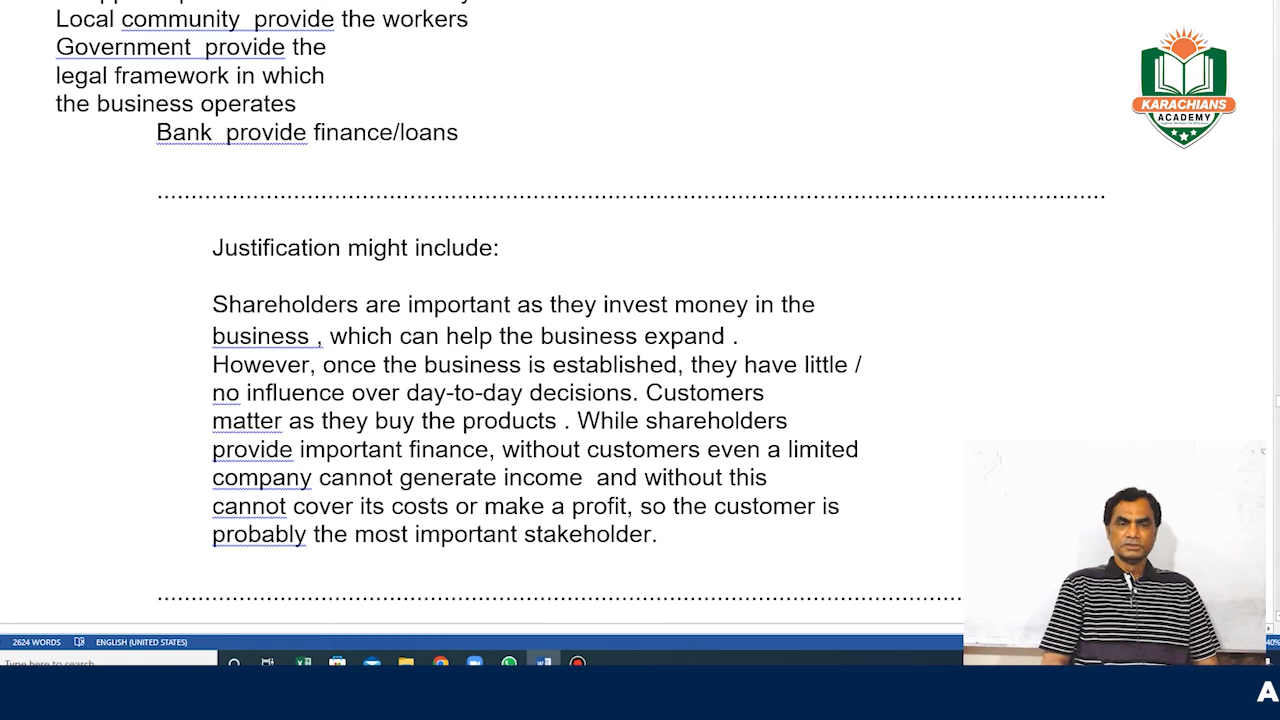 Local community  provide the workers
Government  provide the
legal framework in which
the business operates
Bank  provide finance/loans
KARACHIANS
ACADEMY
Justification might include:
Shareholders are important as they invest money in the
business , which can help the business expand .
However, once the business is established, they have little /
no influence over day-to-day decisions. Customers
matter as they buy the products . While shareholders
provide important finance, without customers even a limited
company cannot generate income  and without this
cannot cover its costs or make a profit, so the customer is
probably the most important stakeholder.
2624 WORDS
ENGLISH (UNITED STATES)
Type here to search
A